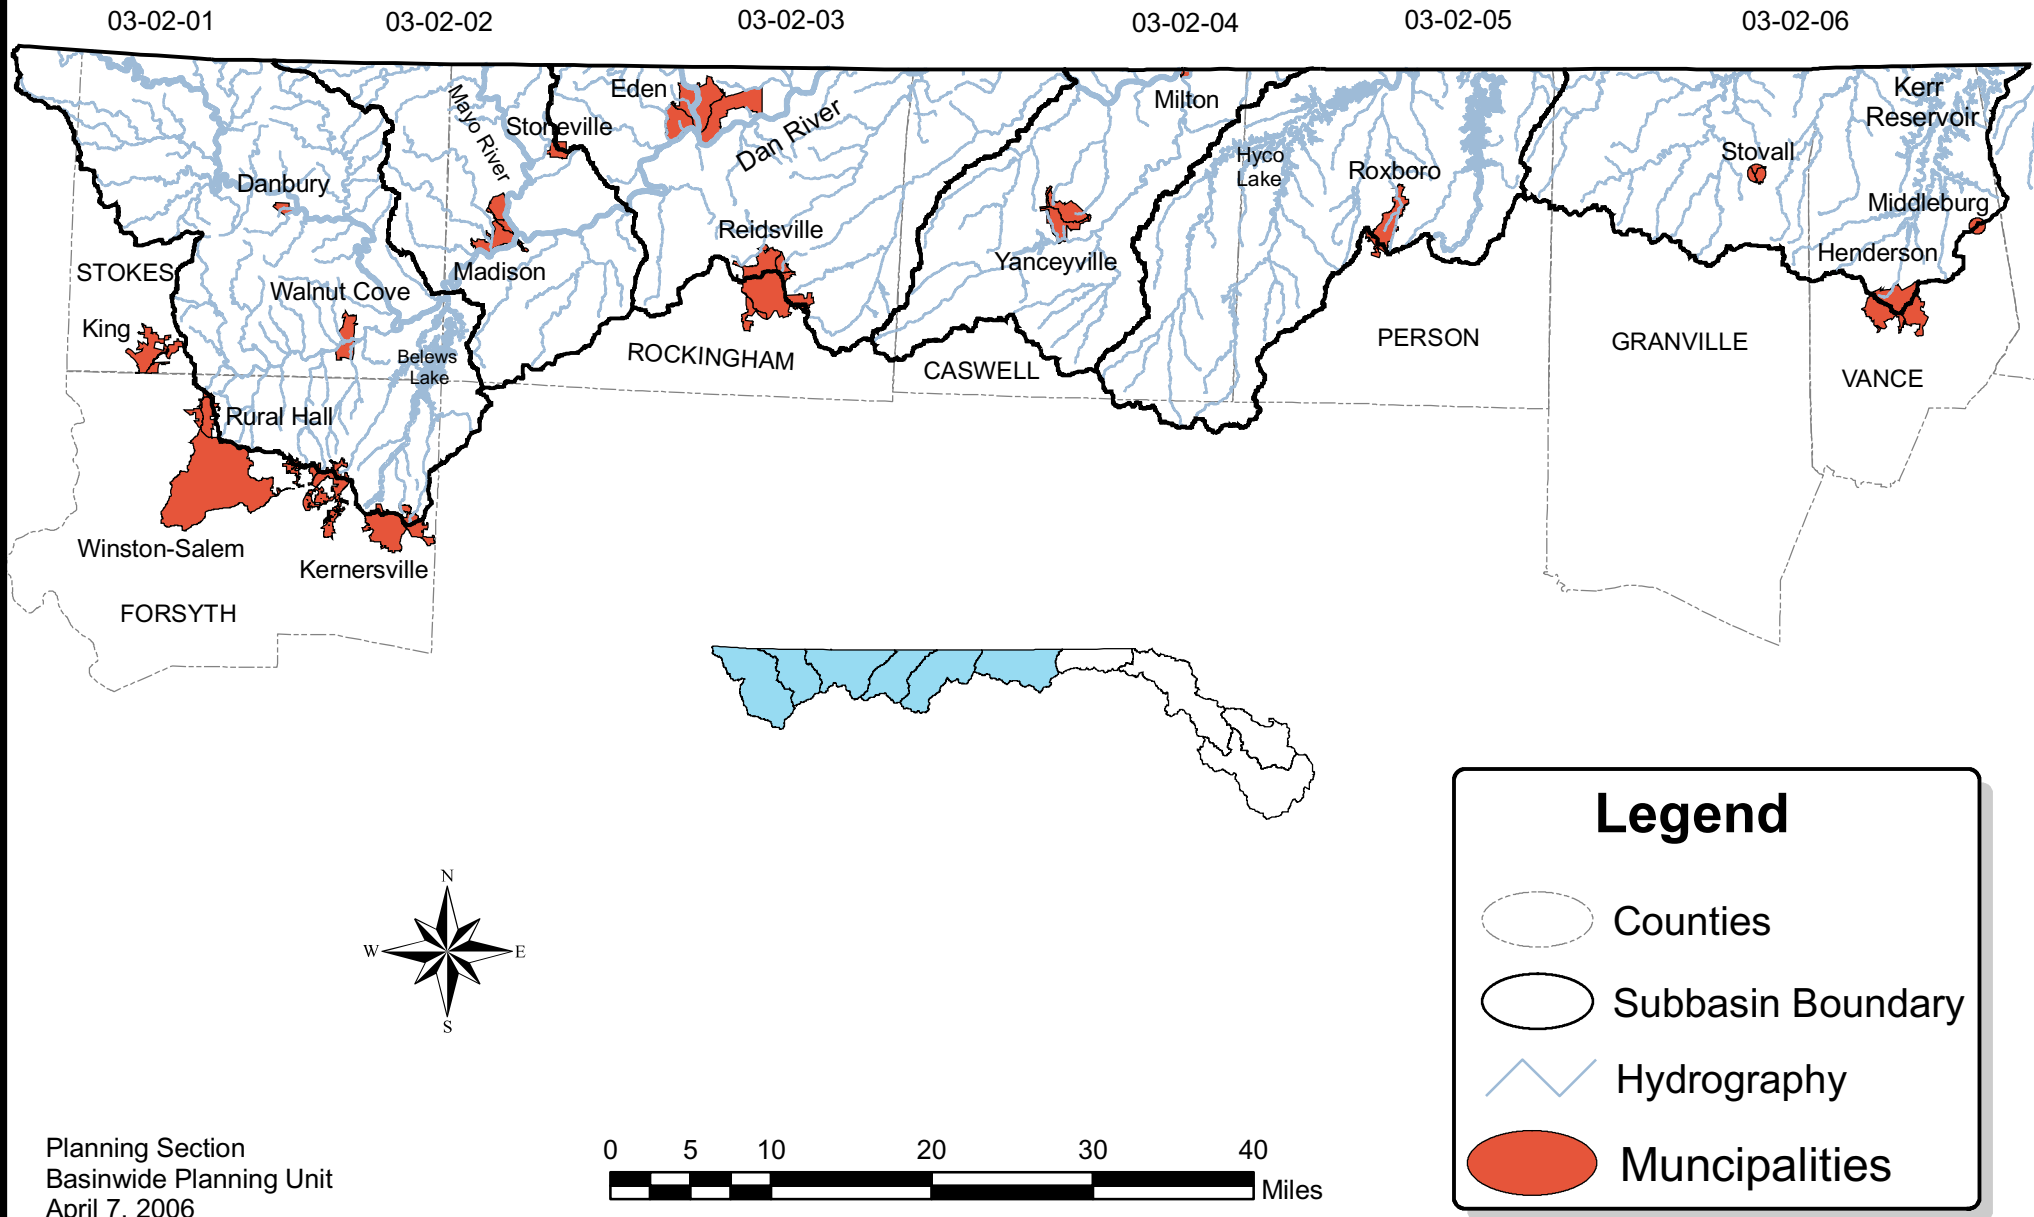 03-02-01 03-02-02 03-02-03 03-02-04 03-02-05 03-02-06
Eden
Milton
Kerr
Reservoir
Mayo River
Stoneville
Dan River
Hyco
Lake
Roxboro
Stovall
Danbury
Middleburg
Reidsville
Yanceyville
Henderson
STOKES
Madison
Walnut Cove
King
Belews
Lake
ROCKINGHAM
CASWELL
PERSON
GRANVILLE
VANCE
Rural Hall
Winston-Salem
Kernersville
FORSYTH
Legend
Counties
Subbasin Boundary
Hydrography
Muncipalities
N
W E
S
Planning Section
Basinwide Planning Unit
April 7, 2006
0 5 10 20 30 40
Miles